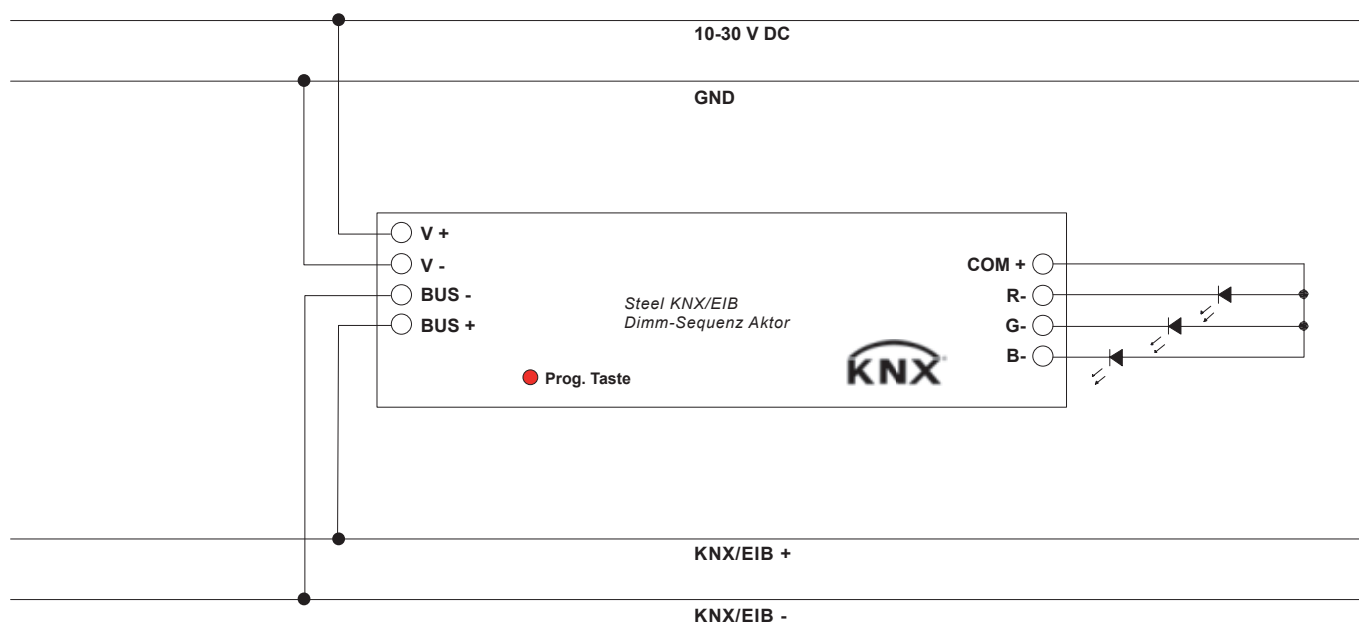 10-30 V DC
GND
V +
V -
BUS -
BUS +
Steel KNX/EIB
Dimm-Sequenz Aktor
Prog. Taste
KNX
COM +
R-
G-
B-
KNX/EIB +
KNX/EIB -